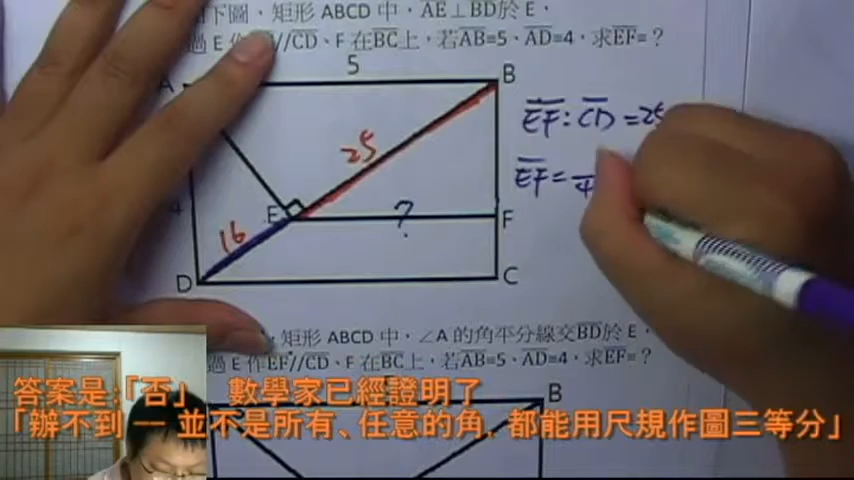 下圖，矩形 ABCD 中，AE⊥BD於 E，
過 E 作 //CD、F 在BC上，若AB=5、AD=4，求EF=？
5
B
EF : CD = 25
25
EF =
4
E
?
F
16
D
C
矩形 ABCD 中，∠A 的角平分線交BD於 E，
過 E 作EF//CD、F 在BC上，若AB=5、AD=4，求EF=？
B
答案是：「否」 數學家已經證明了
「辦不到 -- 並不是所有、任意的角，都能用尺規作圖三等分」